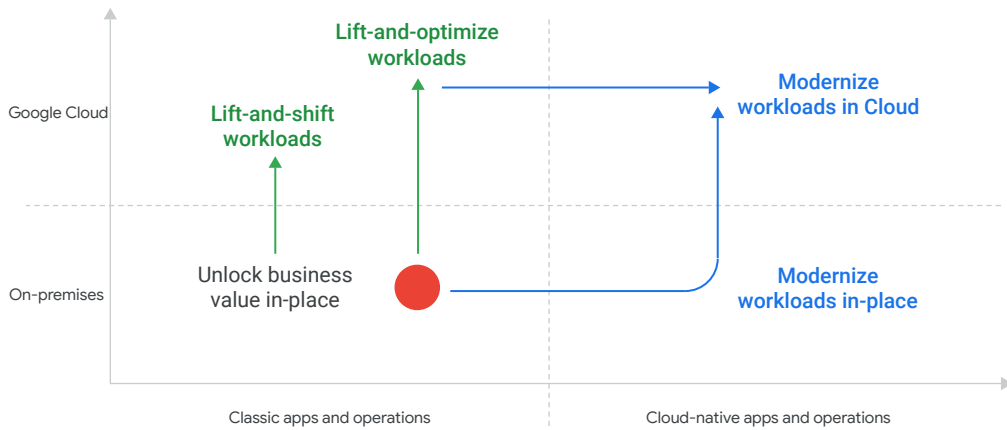 Lift-and-optimize
workloads
Modernize
workloads in Cloud
Google Cloud
Lift-and-shift
workloads
Unlock business
value in-place
Modernize
workloads in-place
On-premises
Classic apps and operations
Cloud-native apps and operations